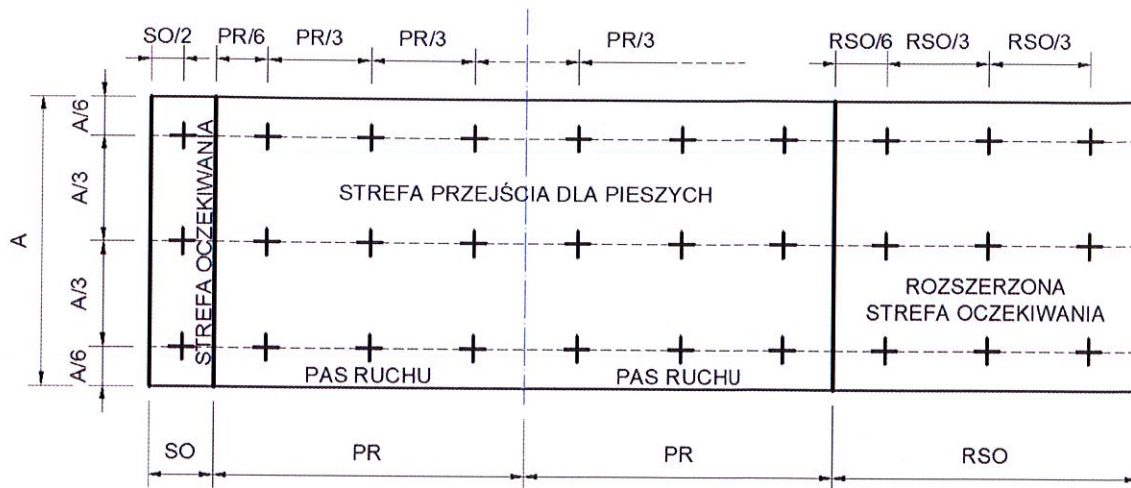 SO/2 PR/6 PR/3 PR/3 PR/3 RSO/6 RSO/3 RSO/3
A/6
A/3
A
A/3
A/6
STREFA OCZEKIWANIA
STREFA PRZEJŚCIA DLA PIESZYCH
ROZSZERZONA
STREFA OCZEKIWANIA
PAS RUCHU PAS RUCHU
SO PR PR RSO